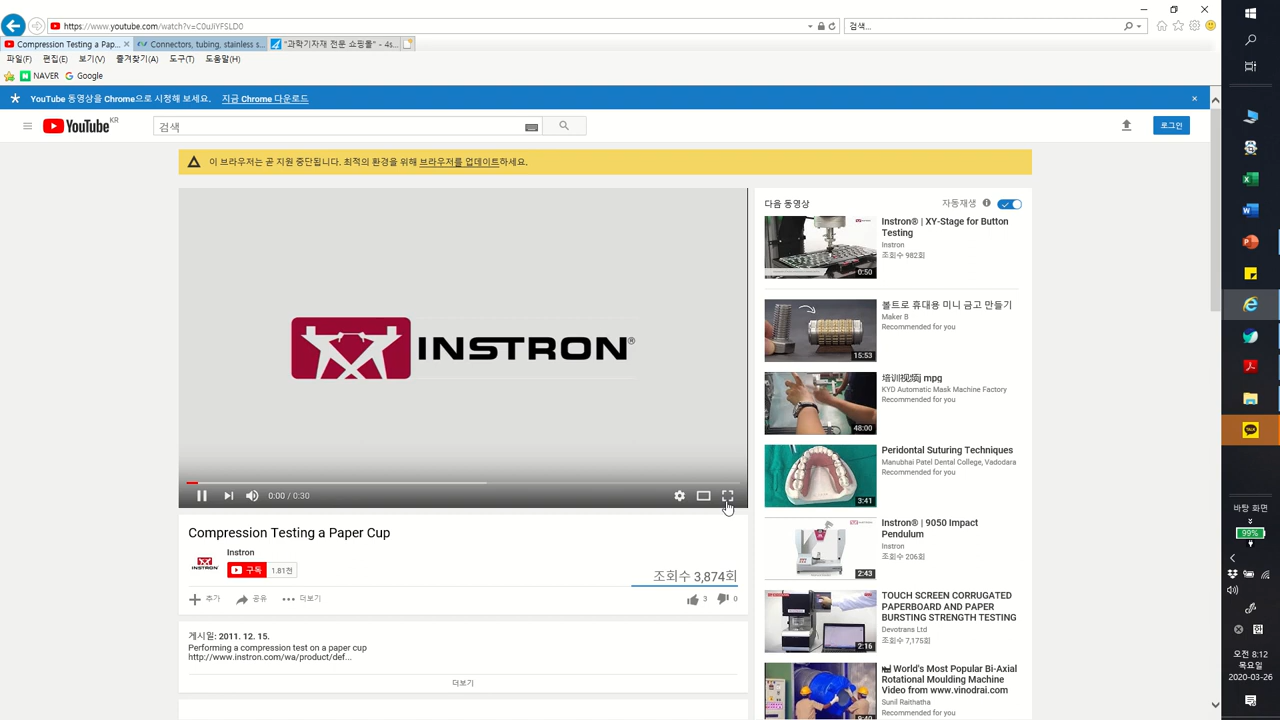 https://www.youtube.com/watch?v=C0uJiYFSLD0
검색...
Compression Testing a Pap...
Connectors, tubing, stainless s...
"과학기자재 전문 쇼핑몰" - 4s...
파일(F) 편집(E) 보기(V) 즐겨찾기(A) 도구(T) 도움말(H)
NAVER Google
YouTube 동영상을 Chrome으로 시청해 보세요. 지금 Chrome 다운로드
YouTube KR
검색
로그인
이 브라우저는 곧 지원 중단됩니다. 최적의 환경을 위해 브라우저를 업데이트하세요.
INSTRON®
0:00 / 0:30
Compression Testing a Paper Cup
INSTRON
Instron
구독 1.81천
조회수 3,874회
추가 공유 더보기
3 0
게시일: 2011. 12. 15.
Performing a compression test on a paper cup
http://www.instron.com/wa/product/def...
더보기
다음 동영상
자동재생
Instron® | XY-Stage for Button
Testing
Instron
조회수 982회
0:50
볼트로 휴대용 미니 금고 만들기
Maker B
Recommended for you
15:53
培训视频j mpg
KYD Automatic Mask Machine Factory
Recommended for you
48:00
Peridontal Suturing Techniques
Manubhai Patel Dental College, Vadodara
Recommended for you
3:41
Instron® | 9050 Impact
Pendulum
Instron
조회수 206회
2:43
TOUCH SCREEN CORRUGATED
PAPERBOARD AND PAPER
BURSTING STRENGTH TESTING
Devotrans Ltd
조회수 7,175회
2:16
World's Most Popular Bi-Axial
Rotational Moulding Machine
Video from www.vinodrai.com
Sunil Raithatha
Recommended for you
9:40
TALK
바탕 화면
99%
오전 8:12
목요일
2020-03-26